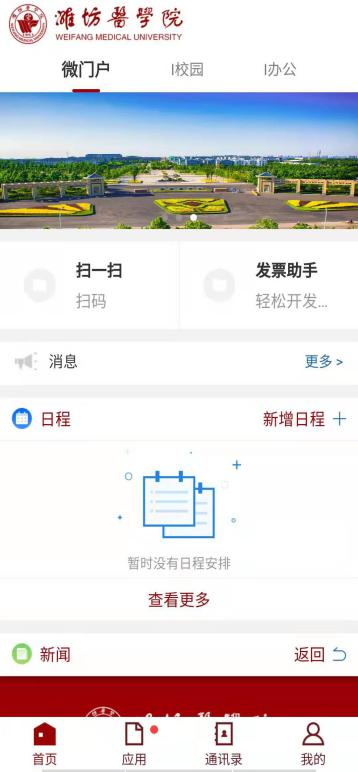 濰坊醫學院
WEIFANG MEDICAL UNIVERSITY
微门户
I校园
I办公
扫一扫
扫码
发票助手
轻松开发...
消息
更多 >
日程
新增日程
暂时没有日程安排
查看更多
新闻
返回
首页
应用
通讯录
我的